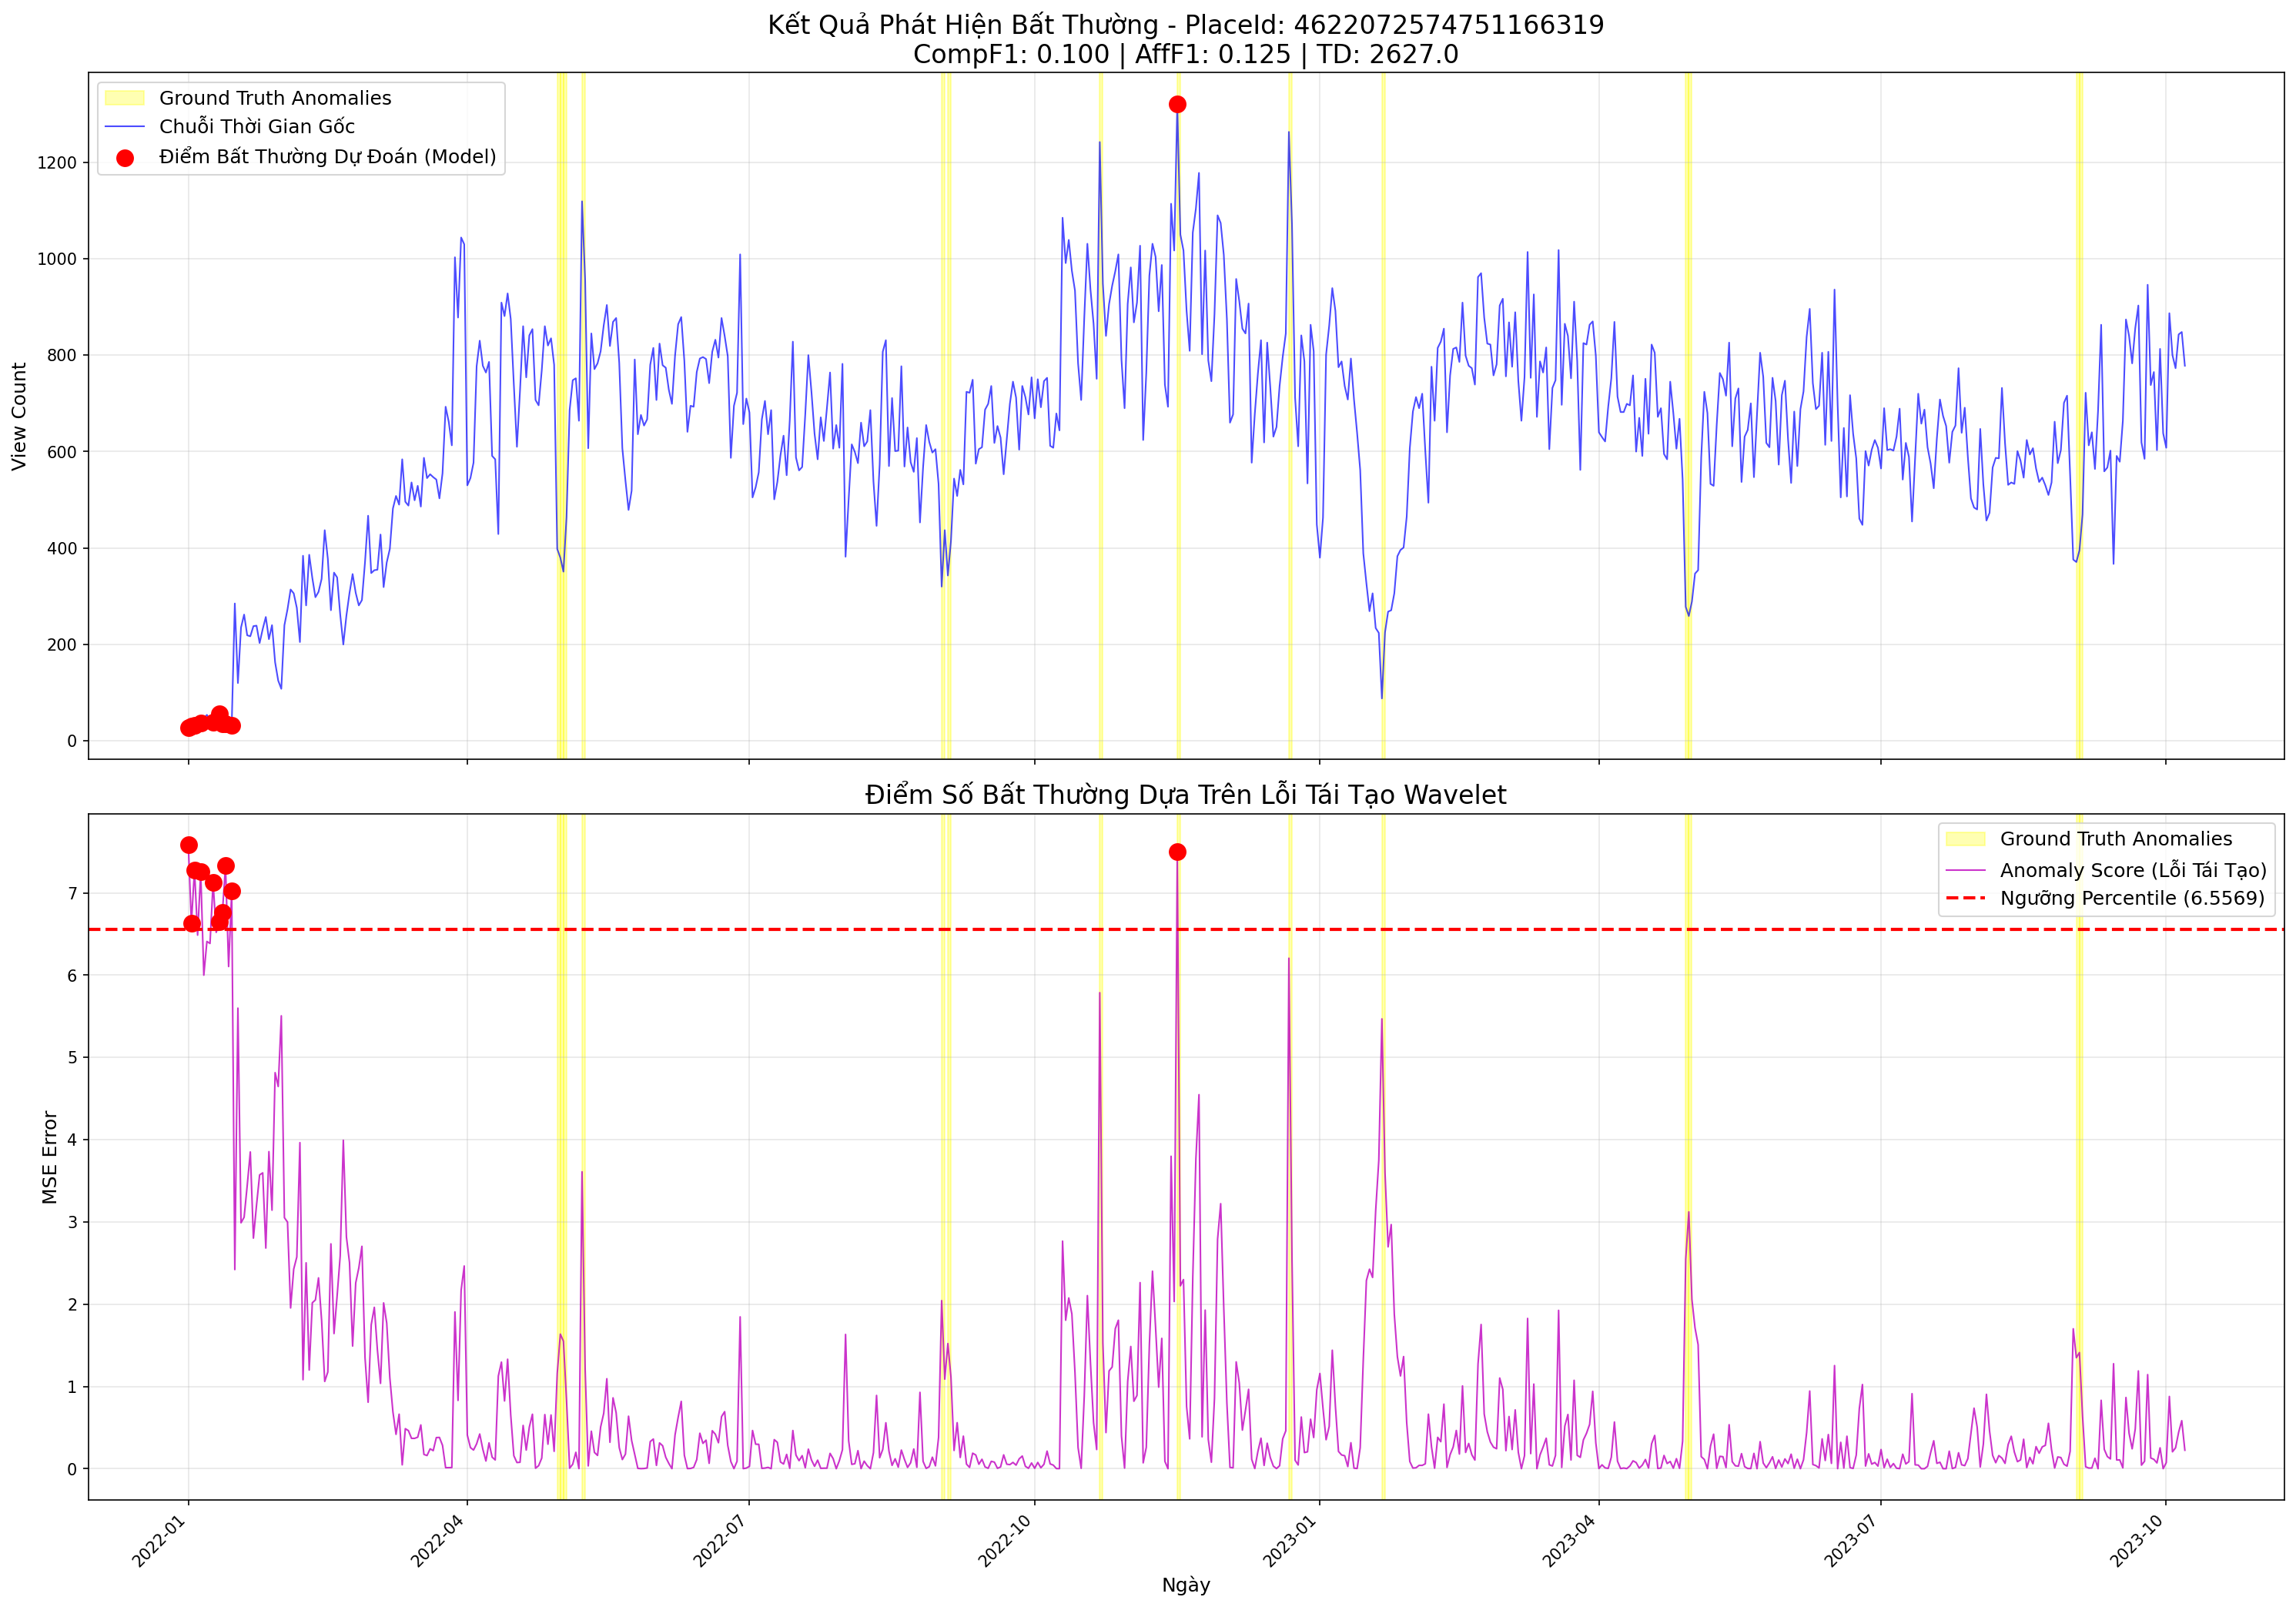 Kết Quả Phát Hiện Bất Thường - PlaceId: 4622072574751166319
CompF1: 0.100 | AffF1: 0.125 | TD: 2627.0
Ground Truth Anomalies
Chuỗi Thời Gian Gốc
Điểm Bất Thường Dự Đoán (Model)
View Count
1200
1000
800
600
400
200
0
Điểm Số Bất Thường Dựa Trên Lỗi Tái Tạo Wavelet
Ground Truth Anomalies
Anomaly Score (Lỗi Tái Tạo)
Ngưỡng Percentile (6.5569)
MSE Error
7
6
5
4
3
2
1
0
2022-01
2022-04
2022-07
2022-10
2023-01
2023-04
2023-07
2023-10
Ngày